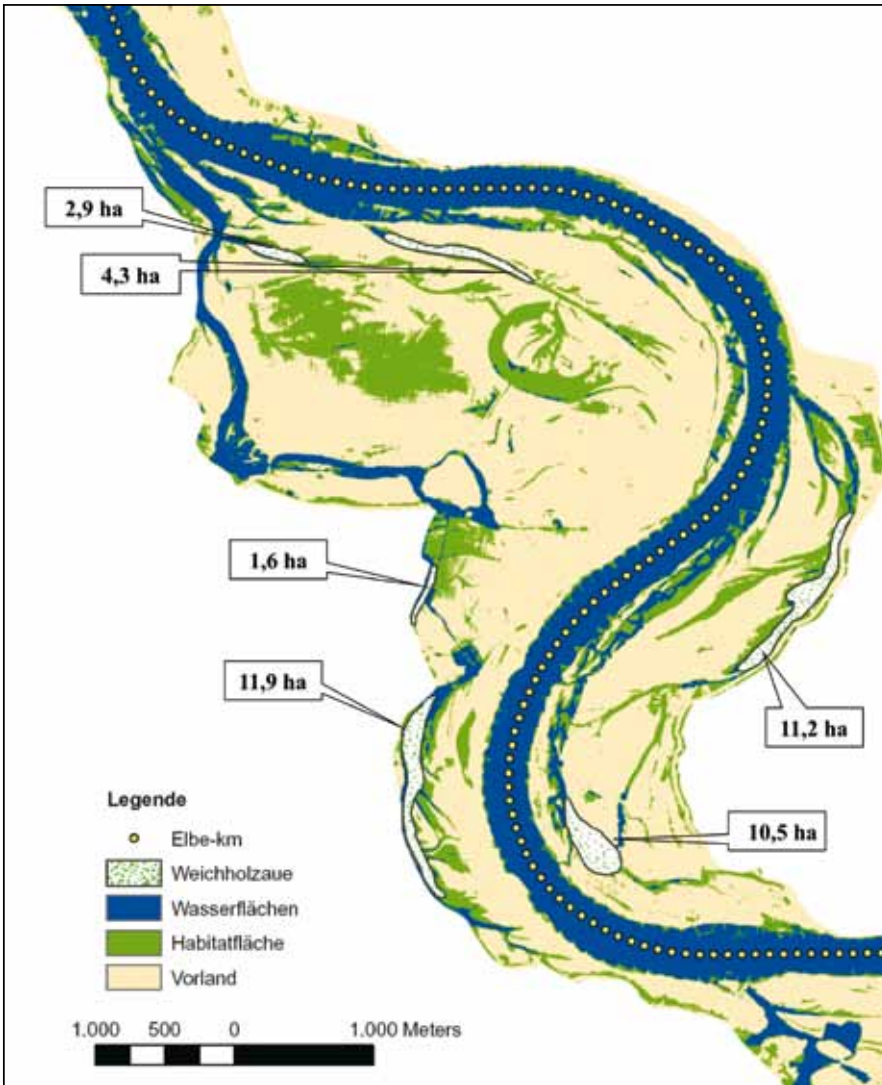 2,9 ha
4,3 ha
1,6 ha
11,9 ha
11,2 ha
10,5 ha
Legende
Elbe-km
Weichholzaue
Wasserflächen
Habitatfläche
Vorland
1.000 500 0 1.000 Meters